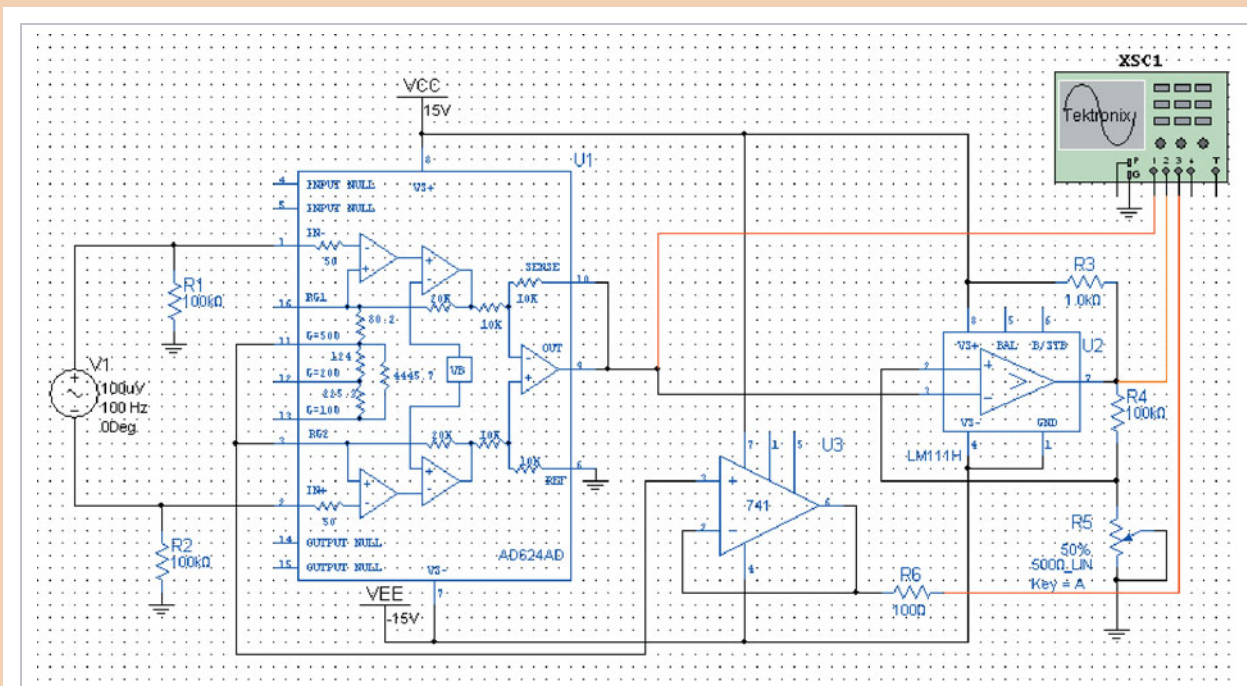 XSC1
Tektronix
P
G
1 2 3 4
T
VCC
15V
U1
8
VS+
4 INPUT NULL
5 INPUT NULL
IN-
1
50
SENSE
10
R3
1.0kΩ
R1
100kΩ
16 RG1
20K
10K
10K
80.2
11 G=500
124
12 G=200
4445.7
VB
OUT
9
225.3
13 G=100
8 5 6
VS+ BAL B/STB
U2
2
3
7
VS- GND
4 1
LM111H
R4
100kΩ
V1
100uV
100 Hz
0Deg
3 RG2
20K
10K
10K
6
REF
IN+
2
50
R2
100kΩ
14 OUTPUT NULL
15 OUTPUT NULL
AD624AD
VS-
7
U3
7 1 5
3
741
6
2
4
R5
50%
500Ω_LIN
Key = A
VEE
-15V
R6
100Ω